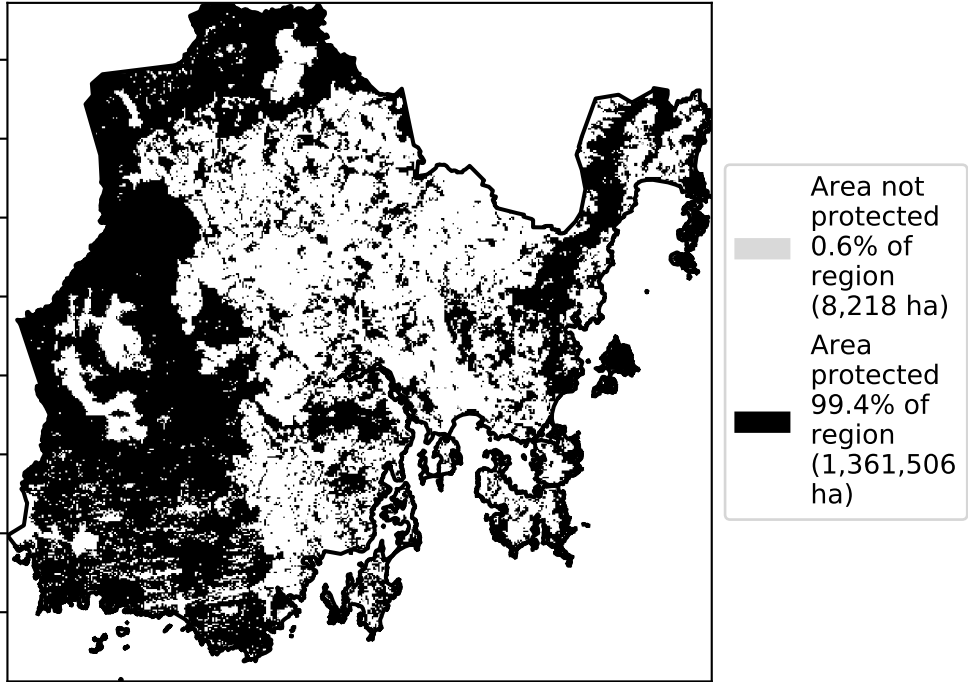 Area not
protected
0.6% of
region
(8,218 ha)
Area
protected
99.4% of
region
(1,361,506
ha)